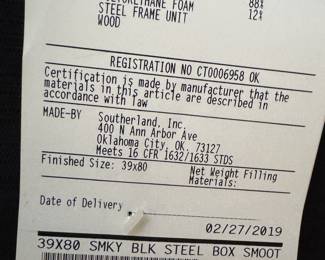 URETHANE FOAM 88%
STEEL FRAME UNIT 12%
WOOD
REGISTRATION NO CT0006958 OK
Certification is made by manufacturer that the
materials in this article are described in
accordance with law
MADE-BY Southerland, Inc.
400 N Ann Arbor Ave
Oklahoma City, OK, 73127
Meets 16 CFR 1632/1633 STDS
Finished Size: 39x80 Net Weight Filling
Materials:
Date of Delivery
02/27/2019
39X80 SMKY BLK STEEL BOX SMOOT